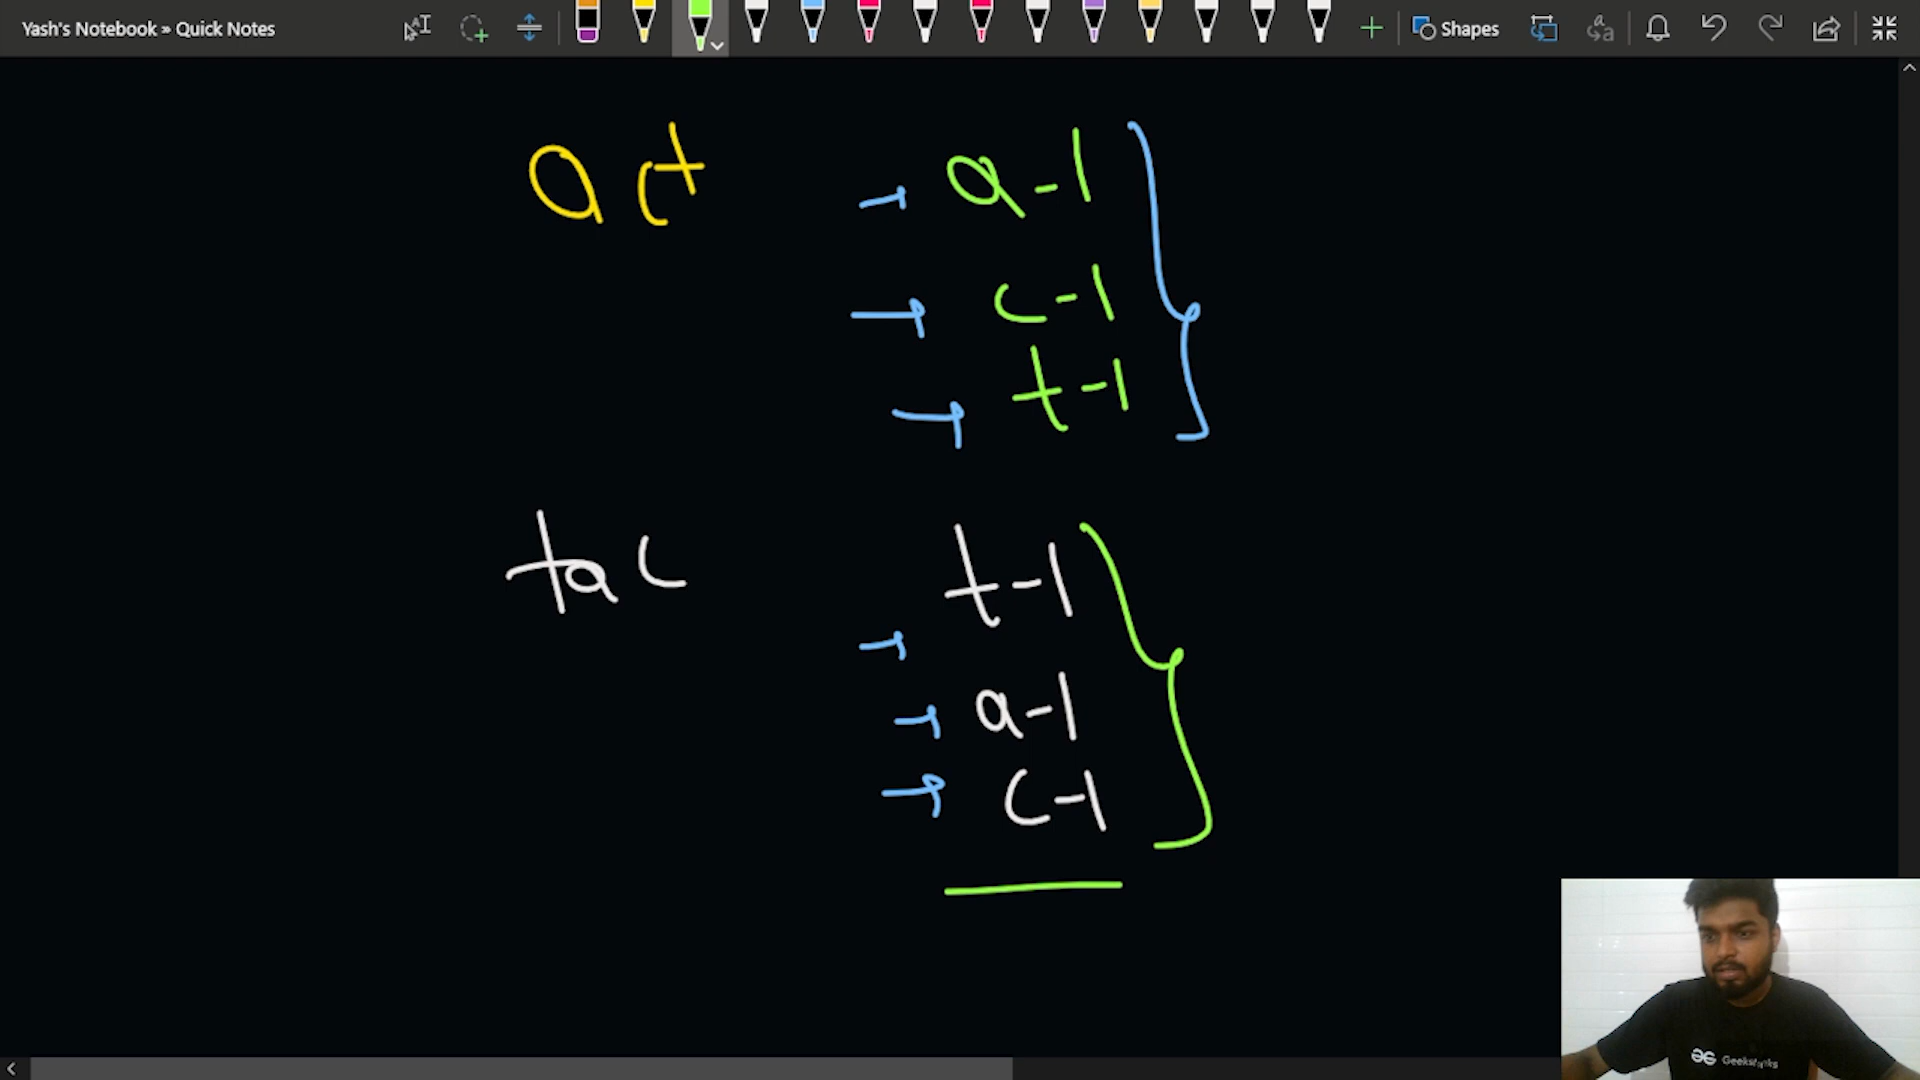 Yash's Notebook » Quick Notes
Shapes
act
a-1
c-1
t-1
tac
t-1
a-1
c-1